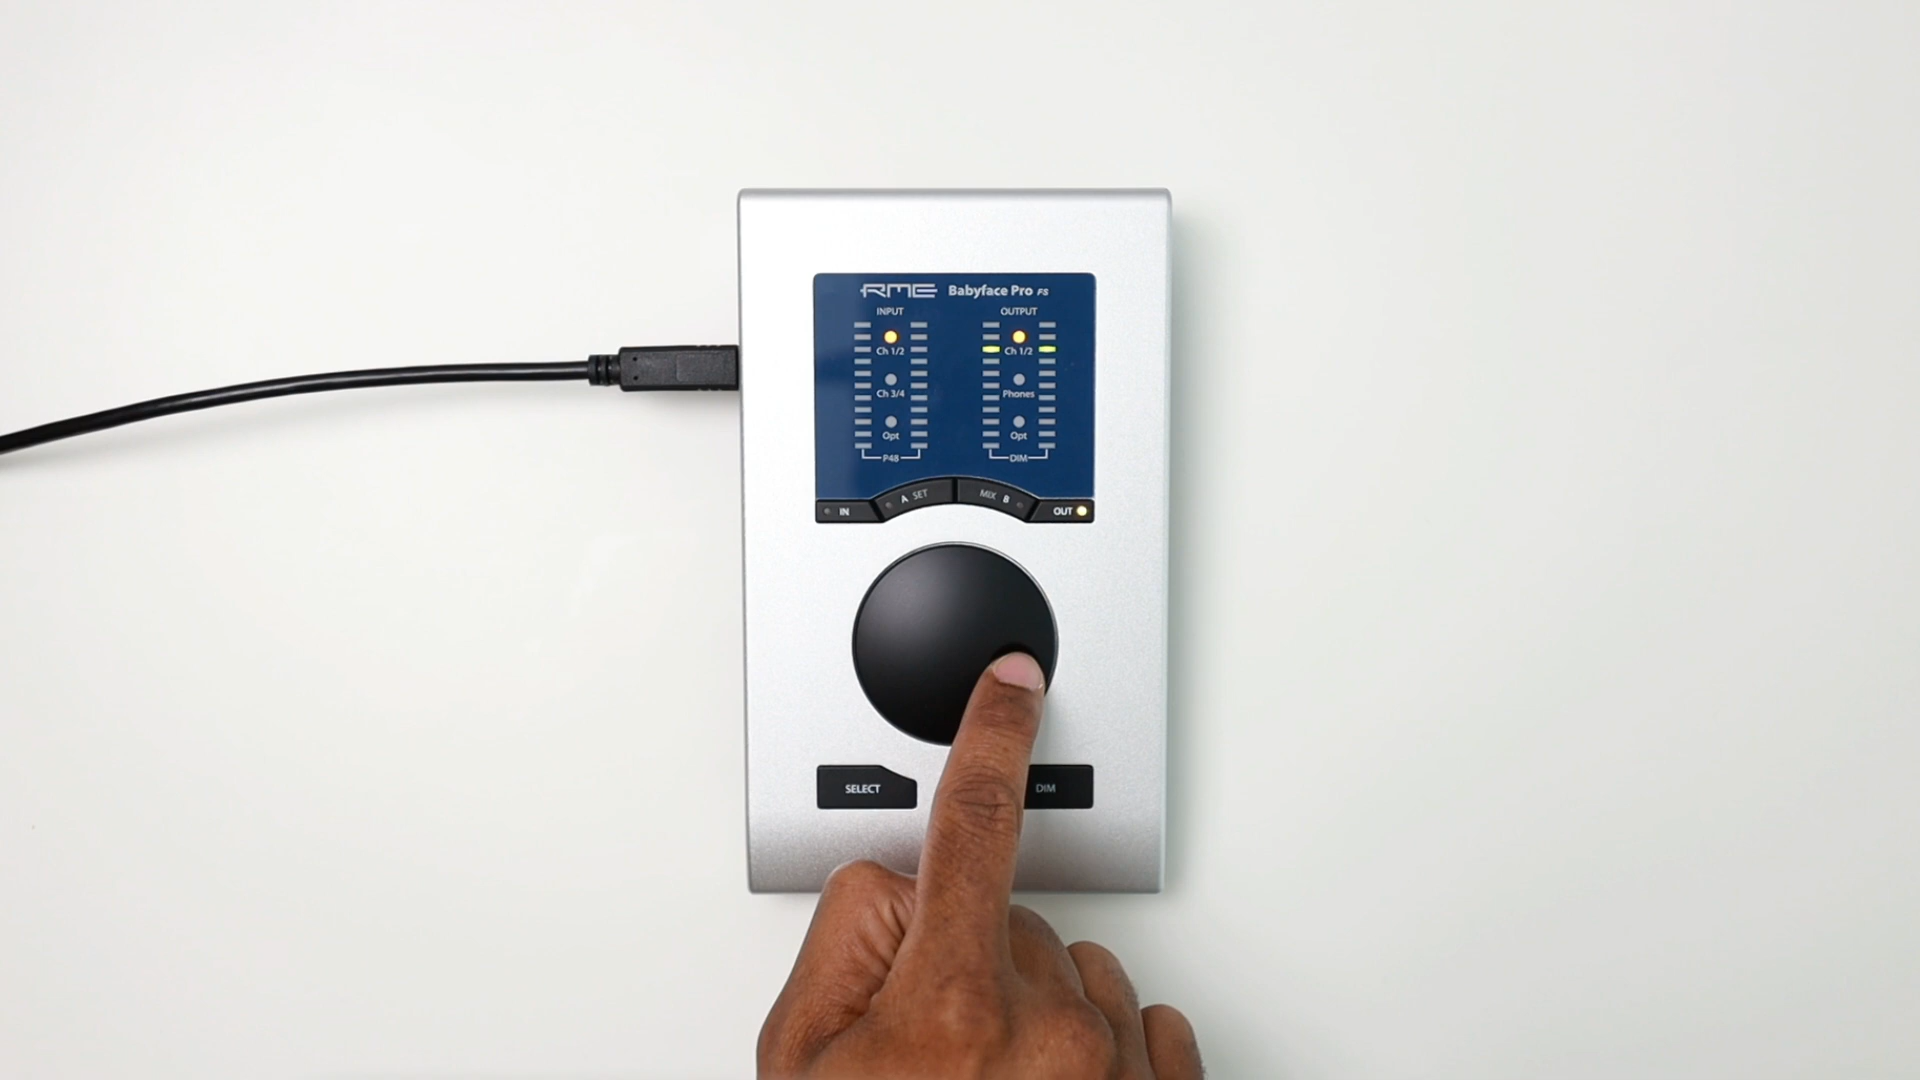 RME Babyface Pro FS
INPUT OUTPUT
Ch 1/2 Ch 1/2
Ch 3/4 Phones
Opt Opt
P48 DIM
IN A SET MIX B OUT
SELECT DIM